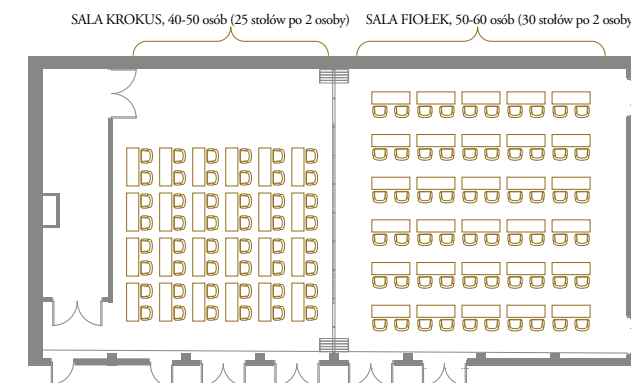 SALA KROKUS, 40-50 osób (25 stołów po 2 osoby)
SALA FIOŁEK, 50-60 osób (30 stołów po 2 osoby